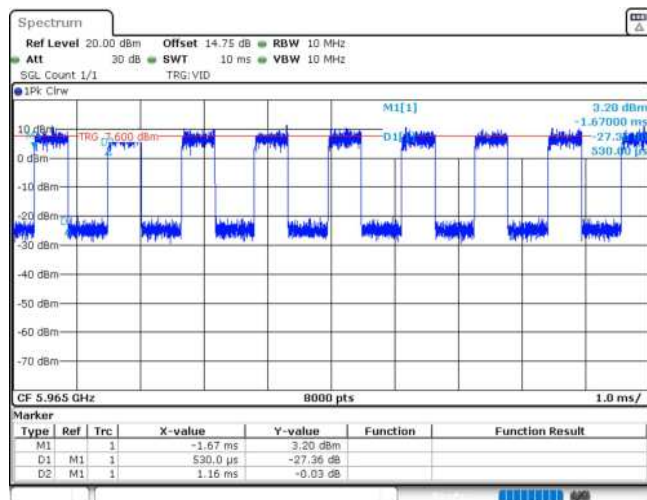 Spectrum
Ref Level 20.00 dBm Offset 14.75 dB RBW 10 MHz
Att 30 dB SWT 10 ms VBW 10 MHz
SGL Count 1/1 TRG:VID
1Pk Clrw
M1[1] 3.20 dBm
-1.67000 ms
10 dBm
TRG 7.600 dBm
530.00 µs
0 dBm
-10 dBm
-20 dBm
-30 dBm
-40 dBm
-50 dBm
-60 dBm
-70 dBm
CF 5.965 GHz 8000 pts 1.0 ms/
Marker
Type Ref Trc X-value Y-value Function Function Result
M1 1 -1.67 ms 3.20 dBm
D1 M1 1 530.0 µs -27.36 dB
D2 M1 1 1.16 ms -0.03 dB